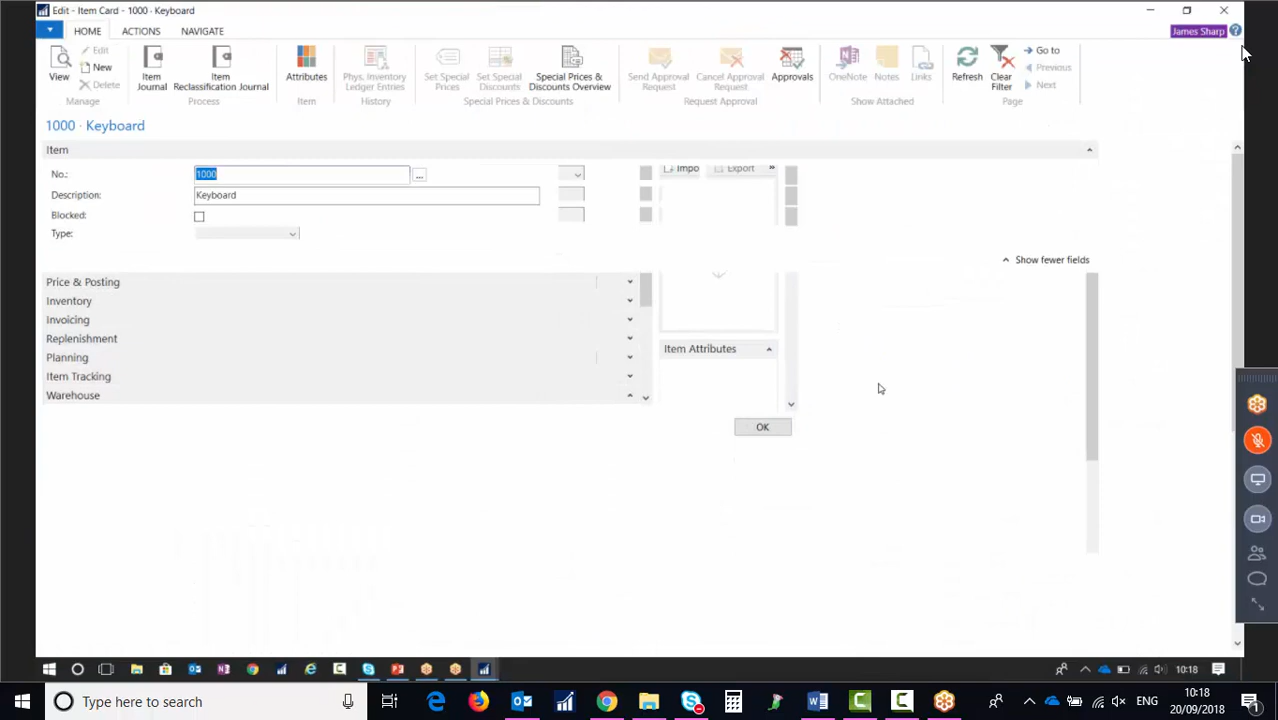 Edit - Item Card - 1000 · Keyboard
HOME ACTIONS NAVIGATE
James Sharp
View
Edit
New
Delete
Manage
Item Journal
Item Reclassification Journal
Process
Attributes
Item
Phys. Inventory Ledger Entries
History
Set Special Prices
Set Special Discounts
Special Prices & Discounts Overview
Special Prices & Discounts
Send Approval Request
Cancel Approval Request
Approvals
Request Approval
OneNote
Notes
Links
Show Attached
Refresh
Clear Filter
Go to
Previous
Next
Page
1000 · Keyboard
Item
No.: 1000 ...
Impo Export »
Description: Keyboard
Blocked:
Type:
Show fewer fields
Price & Posting
Inventory
Invoicing
Replenishment
Item Attributes
Planning
Item Tracking
Warehouse
OK
10:18
Type here to search
ENG
10:18
20/09/2018